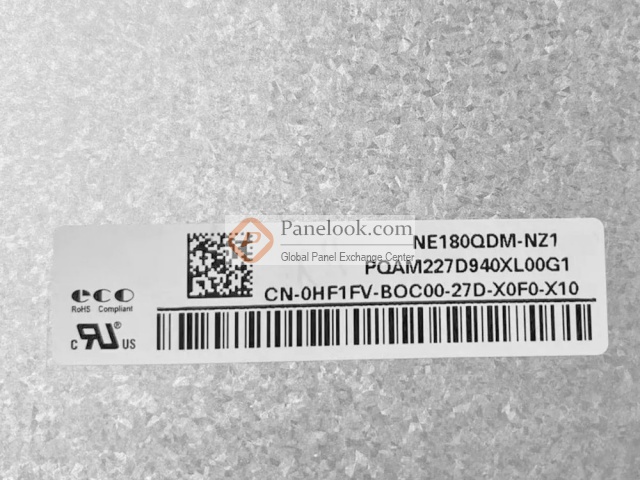 Panelook.com
Global Panel Exchange Center
NE180QDM-NZ1
PQAM227D940XL00G1
CN-0HF1FV-BOC00-27D-X0F0-X10
eco
RoHS Compliant
c RU ® US